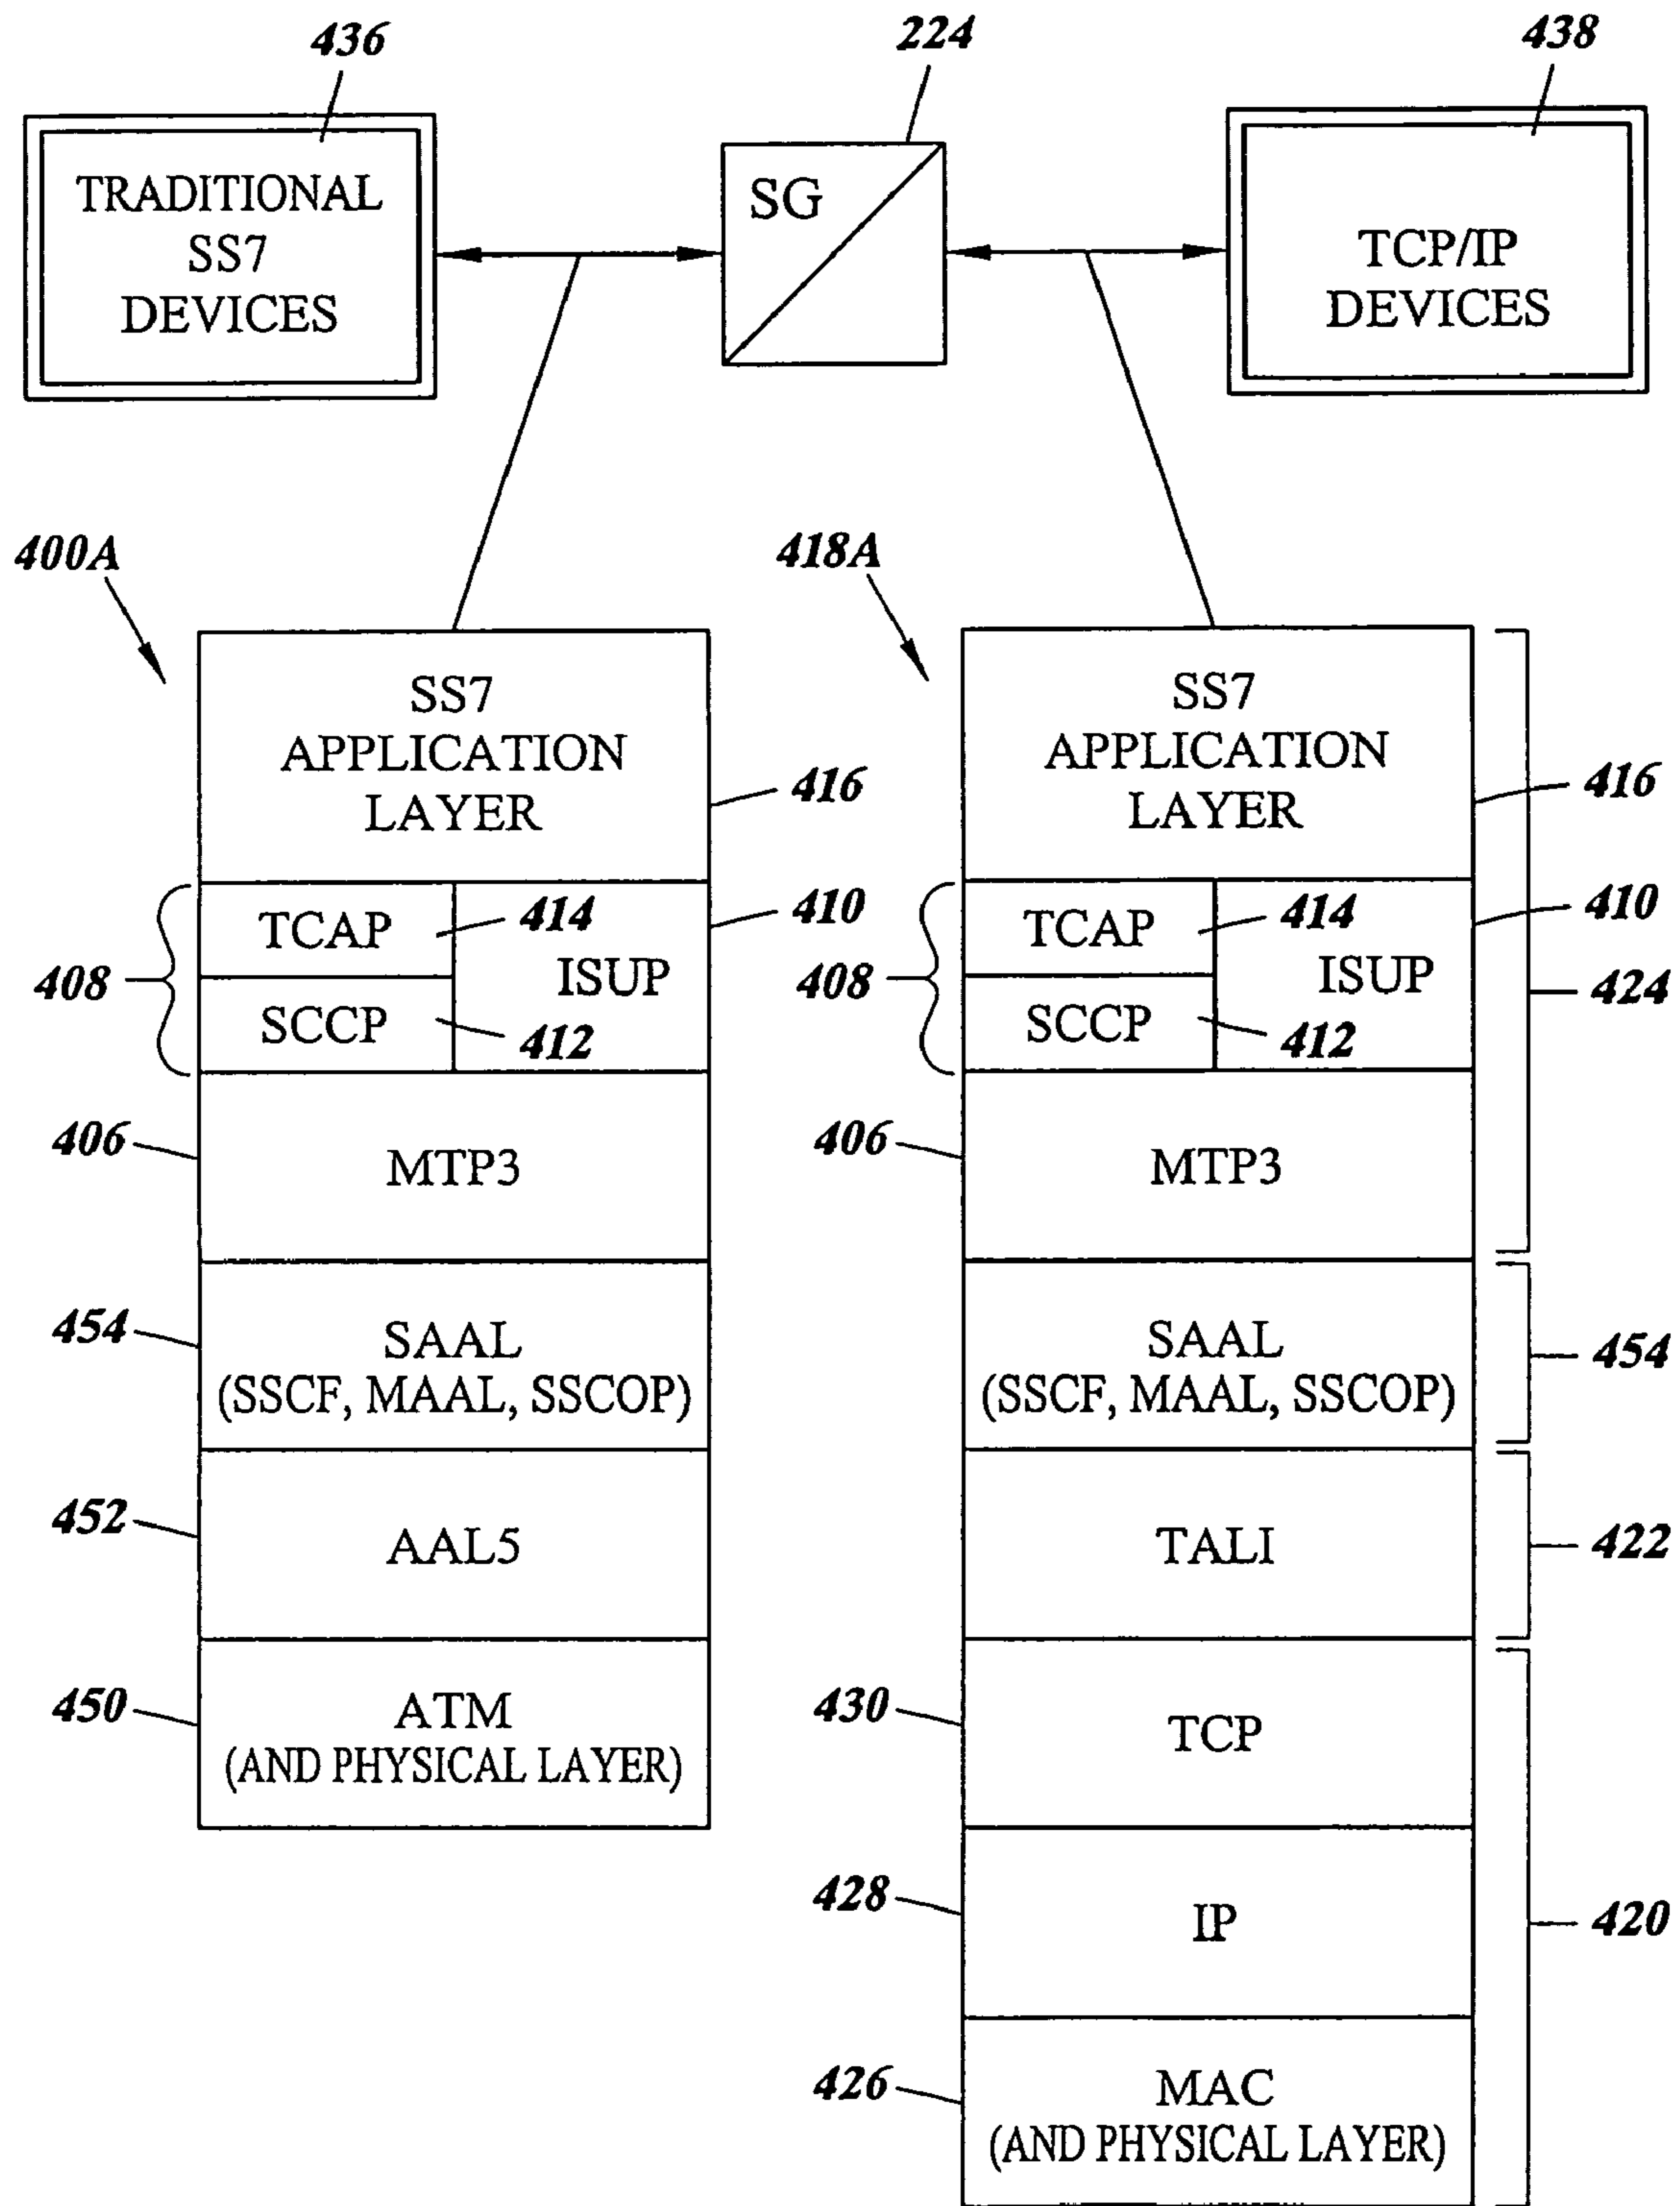 436
224
438
TRADITIONAL
SS7
DEVICES
SG
TCP/IP
DEVICES
400A
418A
SS7
APPLICATION
LAYER
416
TCAP
414
410
408
ISUP
SCCP
412
406
MTP3
454
SAAL
(SSCF, MAAL, SSCOP)
452
AAL5
450
ATM
(AND PHYSICAL LAYER)
SS7
APPLICATION
LAYER
416
TCAP
414
410
408
ISUP
424
SCCP
412
406
MTP3
SAAL
(SSCF, MAAL, SSCOP)
454
TALI
422
430
TCP
428
IP
420
426
MAC
(AND PHYSICAL LAYER)